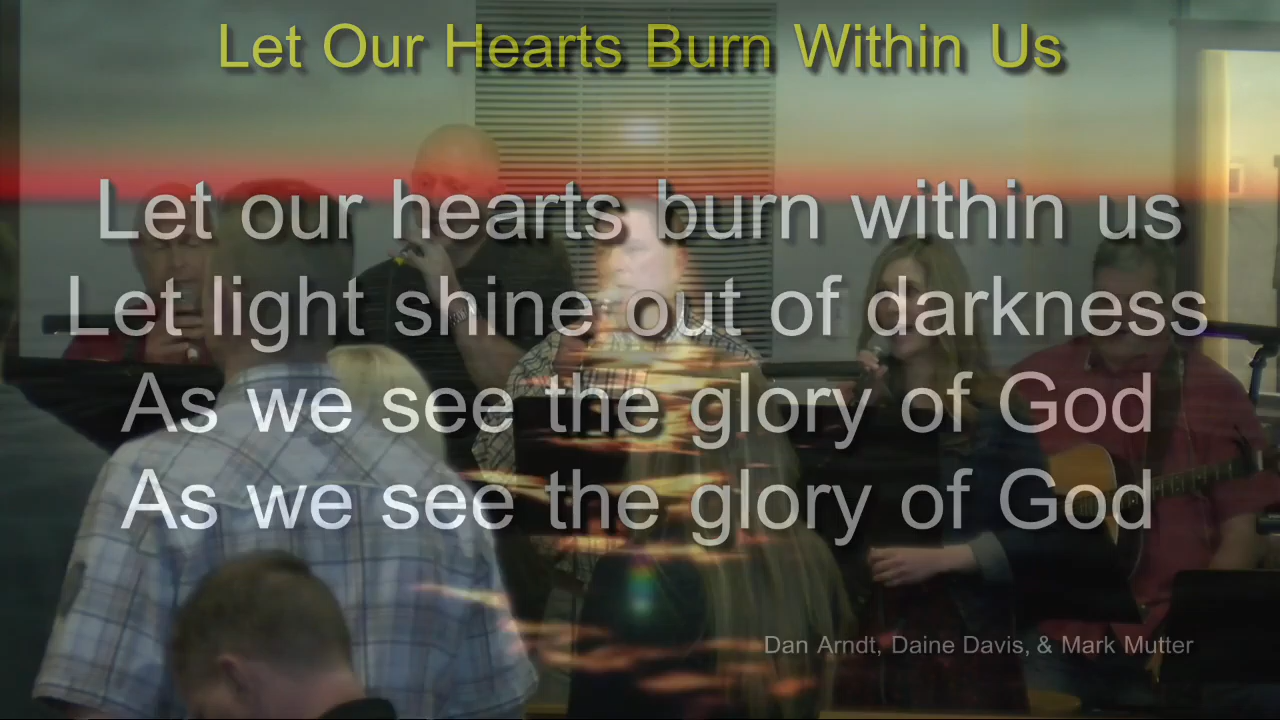 Let Our Hearts Burn Within Us
Let our hearts burn within us
Let light shine out of darkness
As we see the glory of God
As we see the glory of God
Dan Arndt, Daine Davis, & Mark Mutter